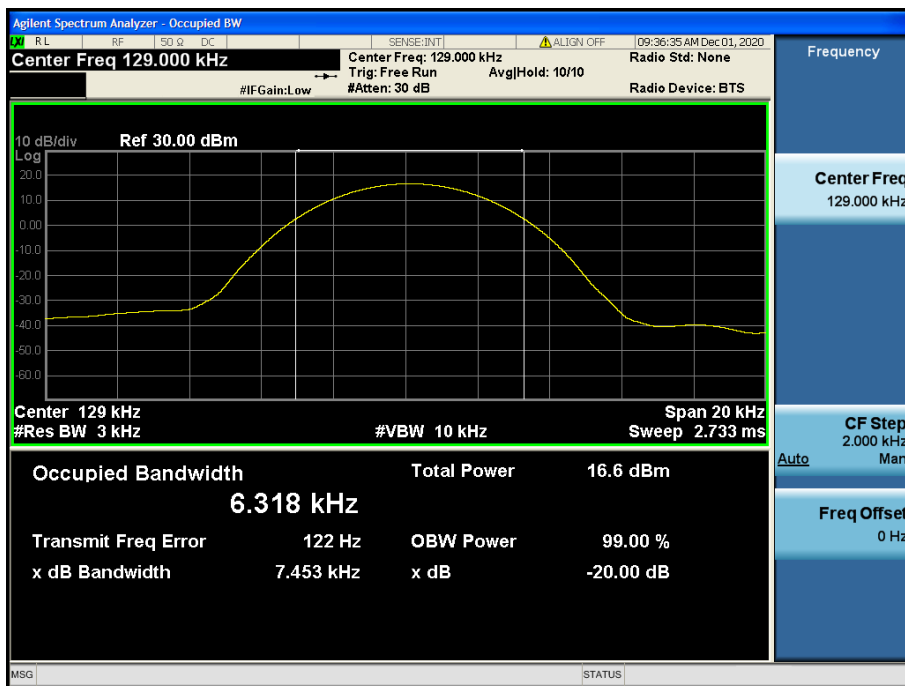 Agilent Spectrum Analyzer - Occupied BW
LXI RL RF 50 Ω DC SENSE:INT ALIGN OFF 09:36:35 AM Dec 01, 2020
Center Freq 129.000 kHz
Center Freq: 129.000 kHz Radio Std: None
Trig: Free Run Avg|Hold: 10/10
#IFGain:Low #Atten: 30 dB Radio Device: BTS
10 dB/div Ref 30.00 dBm
Log
20.0
10.0
0.00
-10.0
-20.0
-30.0
-40.0
-50.0
-60.0
Center 129 kHz Span 20 kHz
#Res BW 3 kHz #VBW 10 kHz Sweep 2.733 ms
Occupied Bandwidth Total Power 16.6 dBm
6.318 kHz
Transmit Freq Error 122 Hz OBW Power 99.00 %
x dB Bandwidth 7.453 kHz x dB -20.00 dB
Frequency
Center Freq
129.000 kHz
CF Step
2.000 kHz
Auto Man
Freq Offset
0 Hz
MSG STATUS